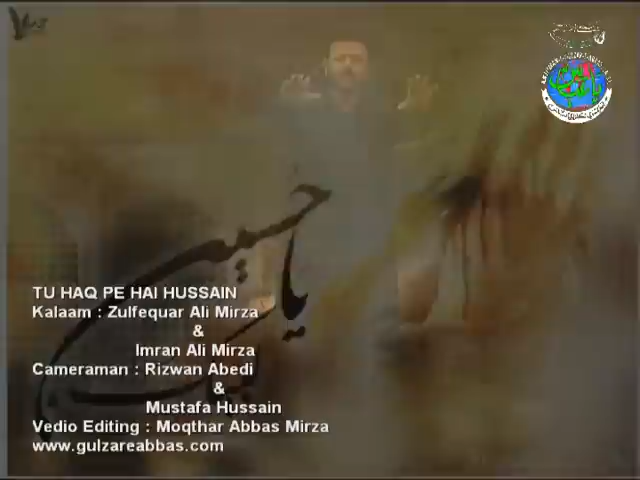 لبیک یا حسین
TU HAQ PE HAI HUSSAIN
Kalaam : Zulfequar Ali Mirza
&
Imran Ali Mirza
Cameraman : Rizwan Abedi
&
Mustafa Hussain
Vedio Editing : Moqthar Abbas Mirza
www.gulzareabbas.com